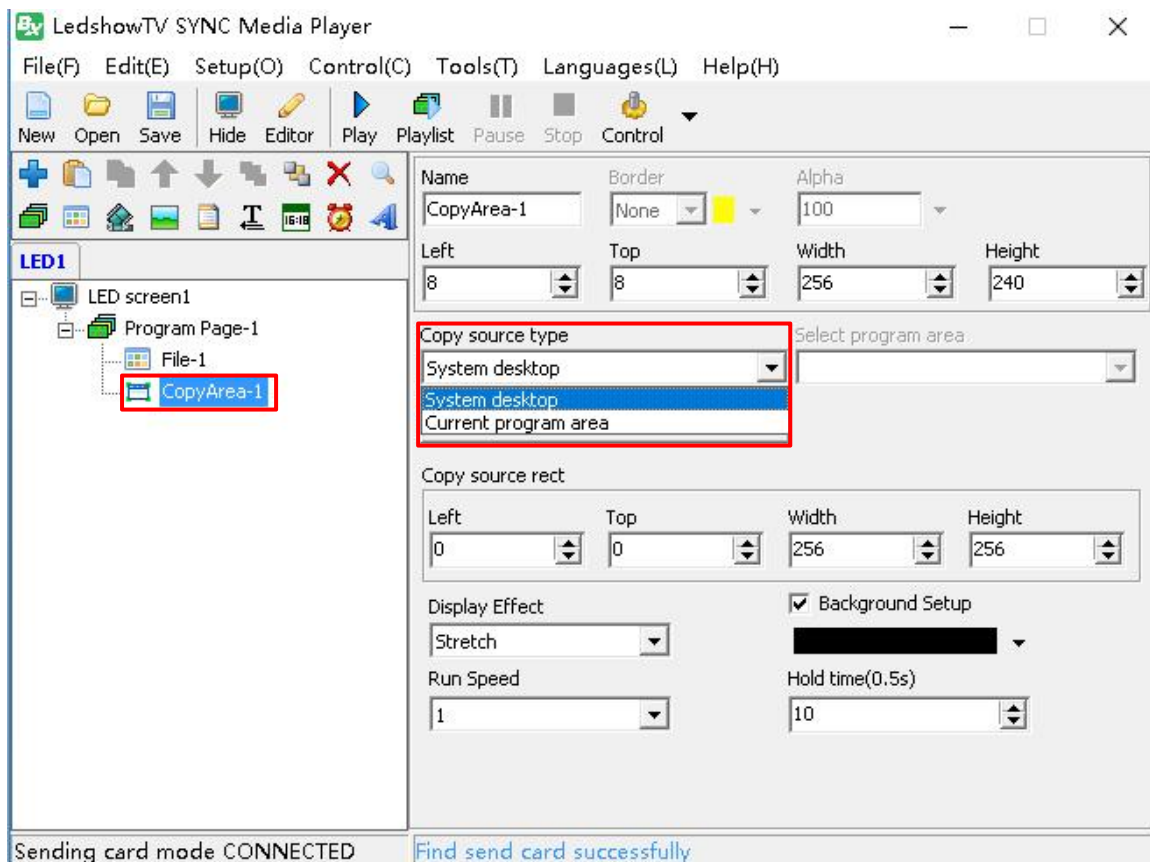 LedshowTV SYNC Media Player
File(F) Edit(E) Setup(O) Control(C) Tools(T) Languages(L) Help(H)
New Open Save Hide Editor Play Playlist Pause Stop Control
Name Border Alpha
CopyArea-1 None 100
Left Top Width Height
8 8 256 240
LED1
LED screen1
Program Page-1
File-1
CopyArea-1
Copy source type Select program area
System desktop
System desktop
Current program area
Copy source rect
Left Top Width Height
0 0 256 256
Display Effect Background Setup
Stretch
Run Speed Hold time(0.5s)
1 10
Sending card mode CONNECTED Find send card successfully